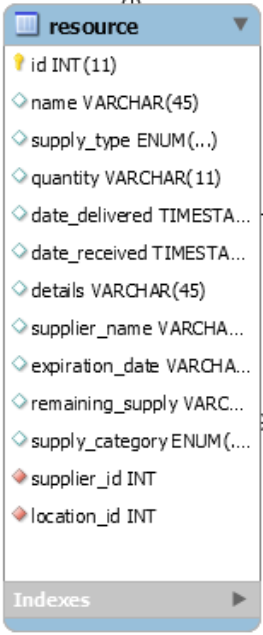 resource
id INT(11)
name VARCHAR(45)
supply_type ENUM(...)
quantity VARCHAR(11)
date_delivered TIMESTA...
date_received TIMESTA...
details VARCHAR(45)
supplier_name VARCHA...
expiration_date VARCHA...
remaining_supply VARC...
supply_category ENUM(....
supplier_id INT
location_id INT
Indexes